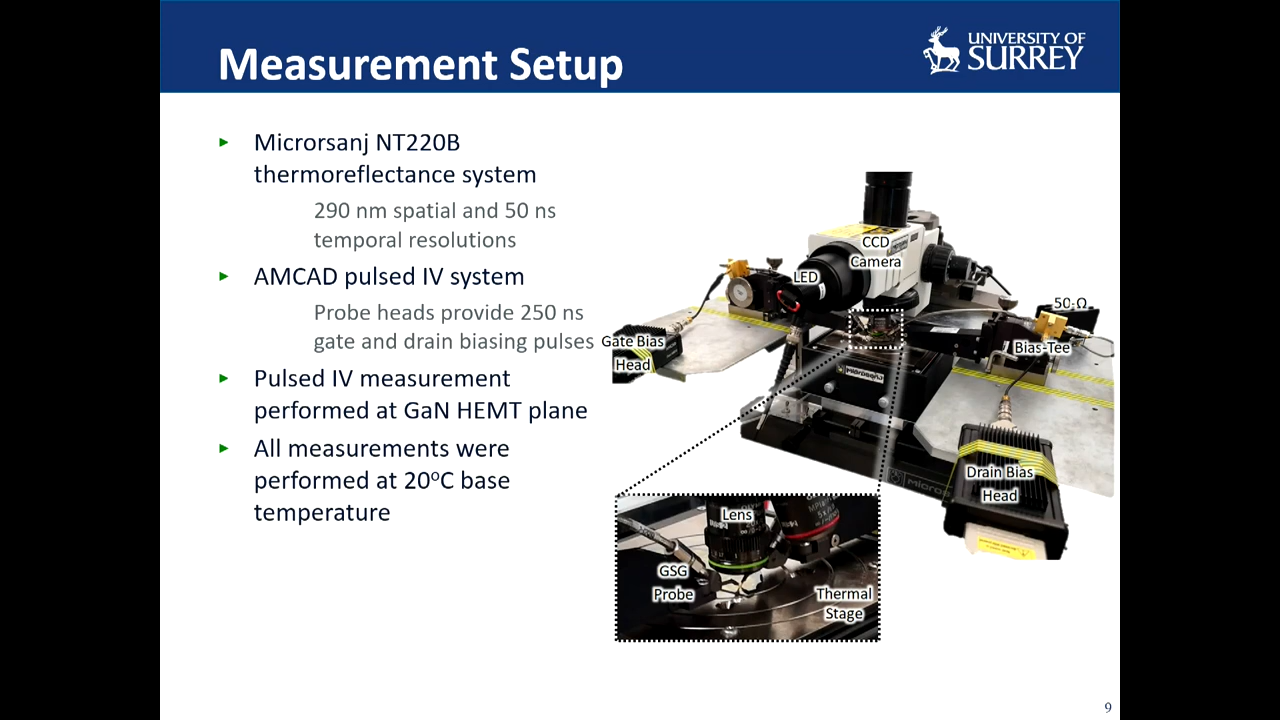 Measurement Setup
UNIVERSITY OF
SURREY
Microrsanj NT220B
thermoreflectance system
290 nm spatial and 50 ns
temporal resolutions
AMCAD pulsed IV system
Probe heads provide 250 ns
gate and drain biasing pulses
Pulsed IV measurement
performed at GaN HEMT plane
All measurements were
performed at 20ºC base
temperature
CCD
Camera
LED
50-Ω
Gate Bias
Head
Bias-Tee
Microsanj
Drain Bias
Head
Lens
GSG
Probe
Thermal
Stage
9